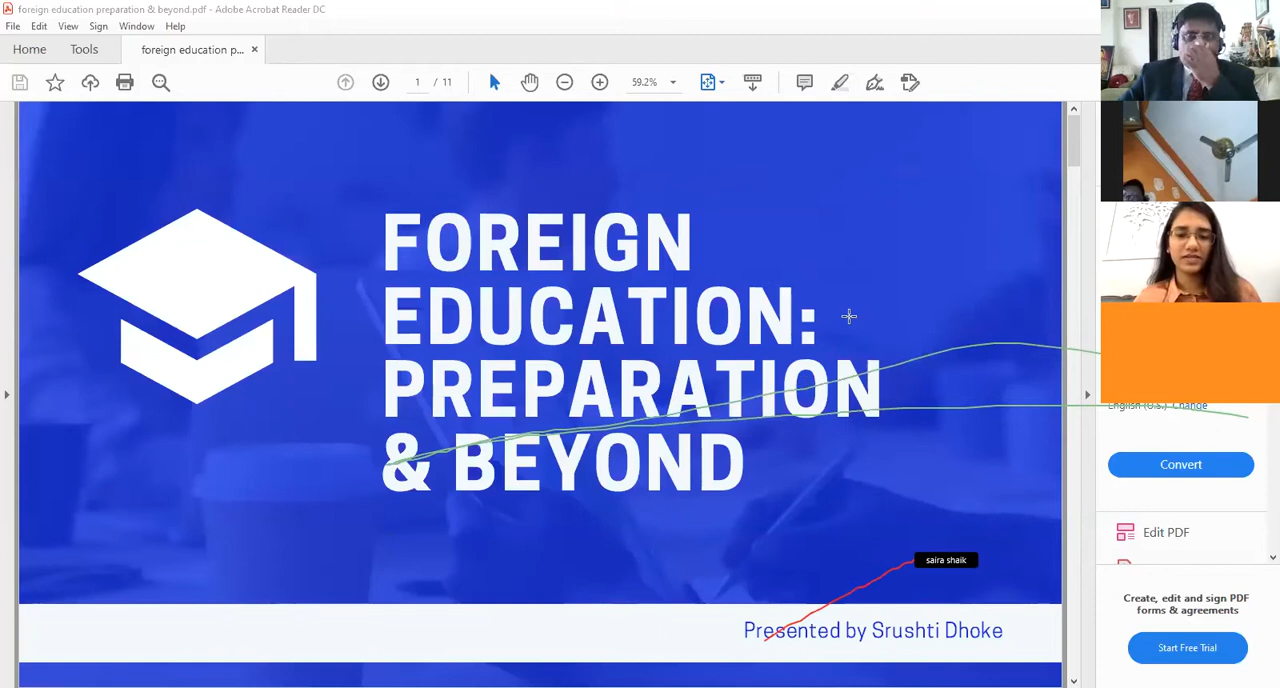 foreign education preparation & beyond.pdf - Adobe Acrobat Reader DC
File Edit View Sign Window Help
Home Tools foreign education p... ×
1 / 11 59.2%
FOREIGN
EDUCATION:
PREPARATION
& BEYOND
saira shaik
Presented by Srushti Dhoke
English (U.S.) Change
Convert
Edit PDF
Create, edit and sign PDF
forms & agreements
Start Free Trial